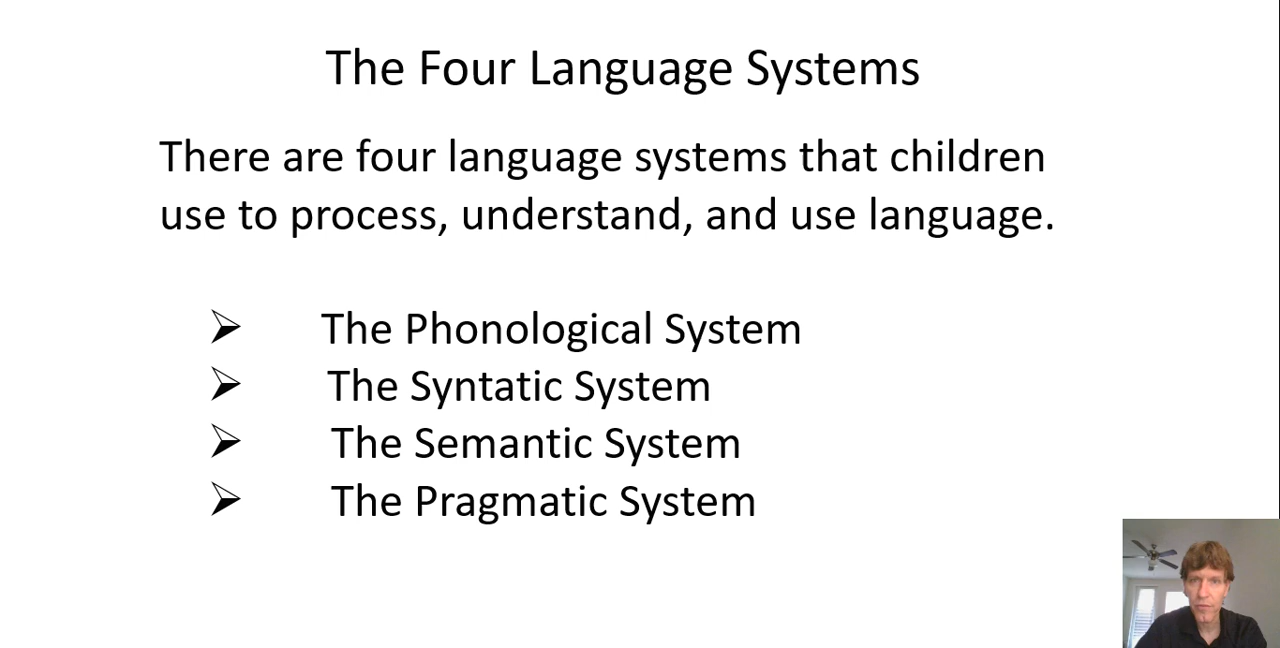 The Four Language Systems
There are four language systems that children
use to process, understand, and use language.
The Phonological System
The Syntatic System
The Semantic System
The Pragmatic System